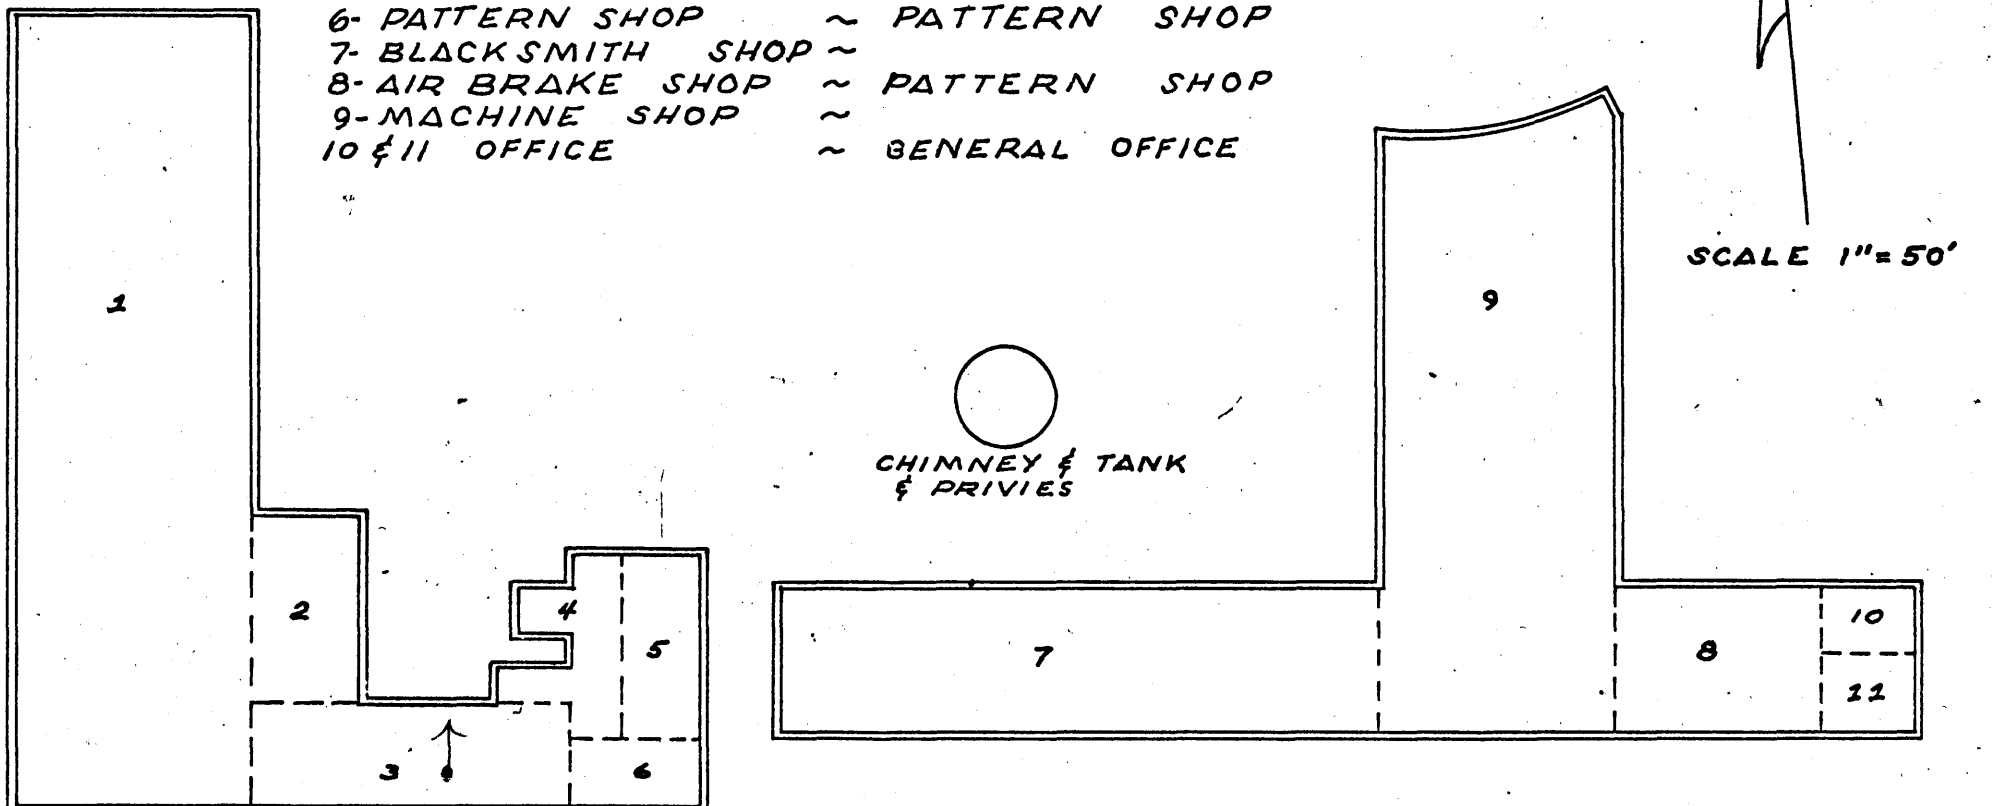 6- PATTERN SHOP ~ PATTERN SHOP
7- BLACKSMITH SHOP ~
8- AIR BRAKE SHOP ~ PATTERN SHOP
9- MACHINE SHOP ~
10 & 11 OFFICE ~ GENERAL OFFICE
SCALE 1"=50'
1
9
CHIMNEY & TANK
& PRIVIES
2
4
5
7
8
10
11
3
6